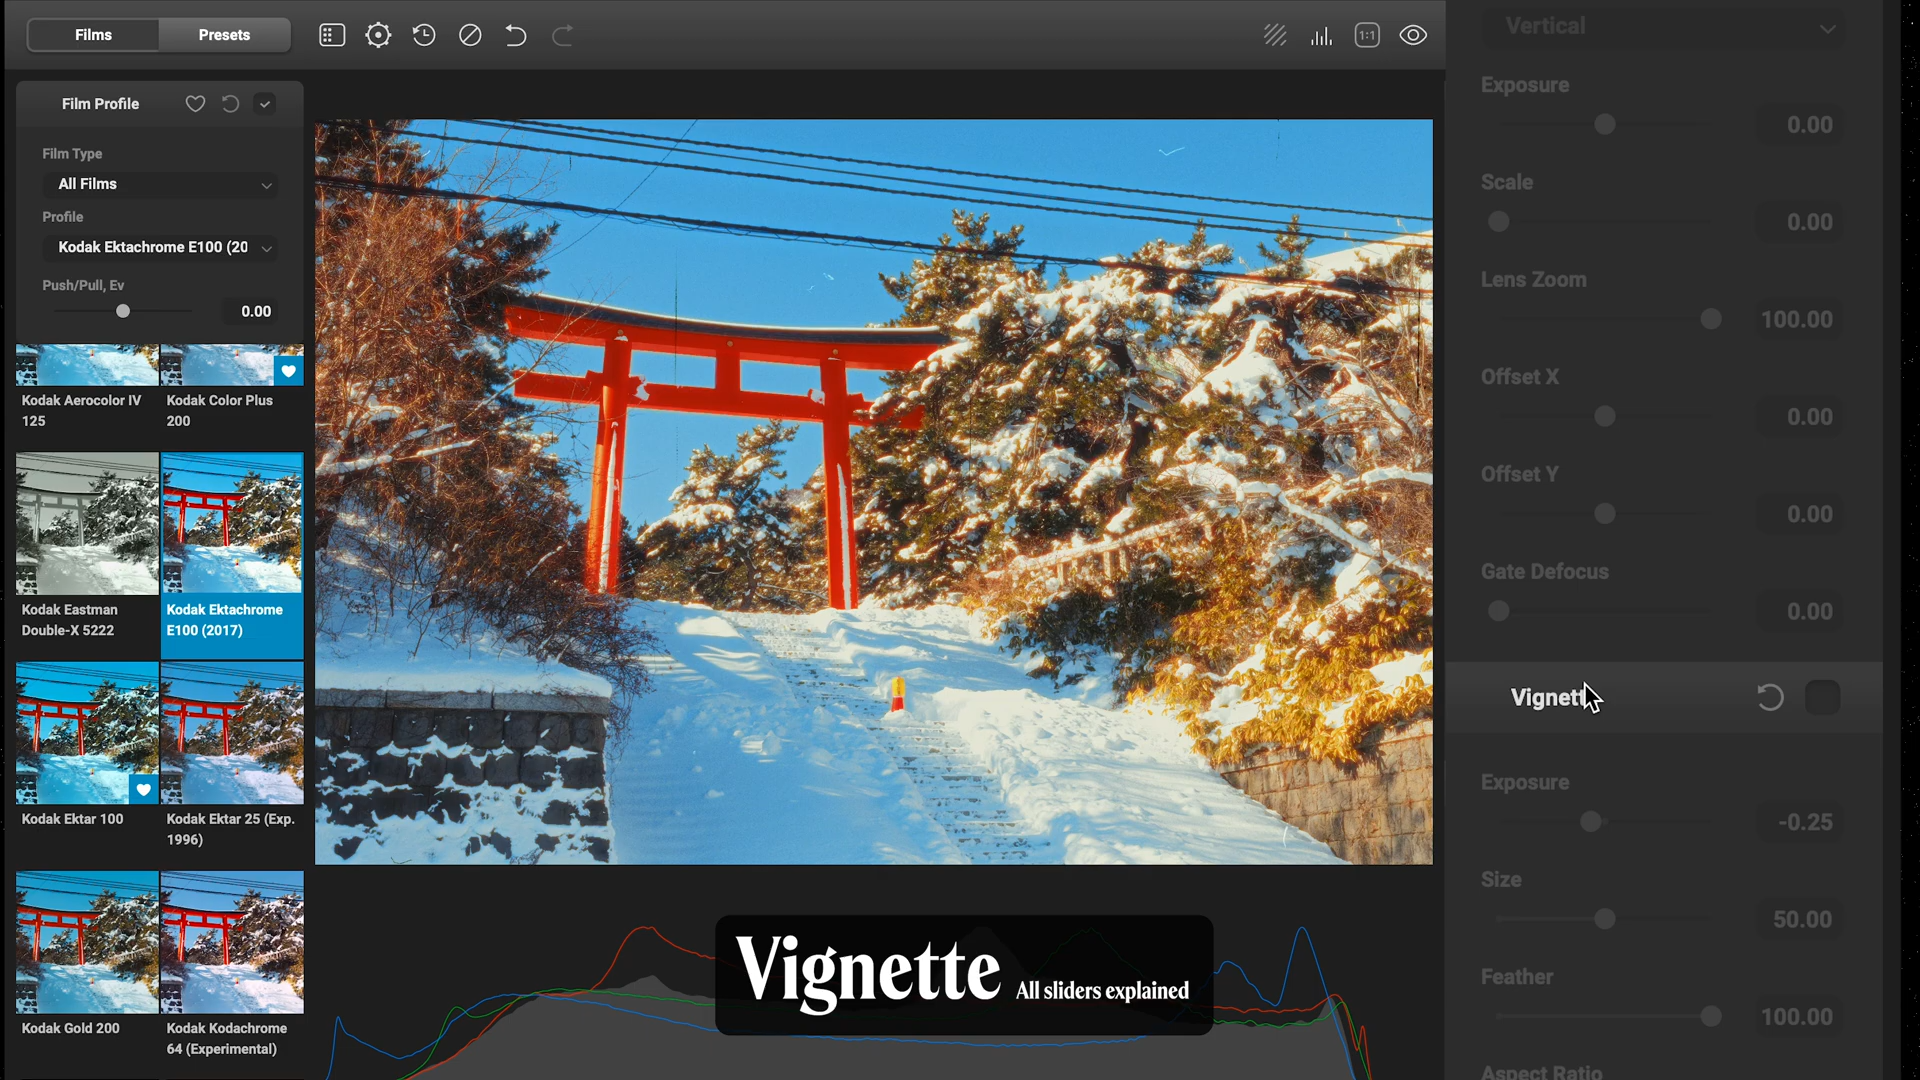 Films
Presets
1:1
Vertical
Film Profile
Exposure
0.00
Film Type
All Films
Scale
0.00
Profile
Kodak Ektachrome E100 (20
Push/Pull, Ev
0.00
Lens Zoom
100.00
Kodak Aerocolor IV
125
Kodak Color Plus
200
Offset X
0.00
Offset Y
0.00
Kodak Eastman
Double-X 5222
Kodak Ektachrome
E100 (2017)
Gate Defocus
0.00
Kodak Ektar 100
Kodak Ektar 25 (Exp.
1996)
Exposure
-0.25
Size
50.00
Kodak Gold 200
Kodak Kodachrome
64 (Experimental)
Vignette All sliders explained
Feather
100.00
Aspect Ratio